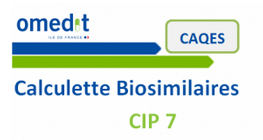 omedit
ILE DE FRANCE
CAQES
Calculette Biosimilaires
CIP 7